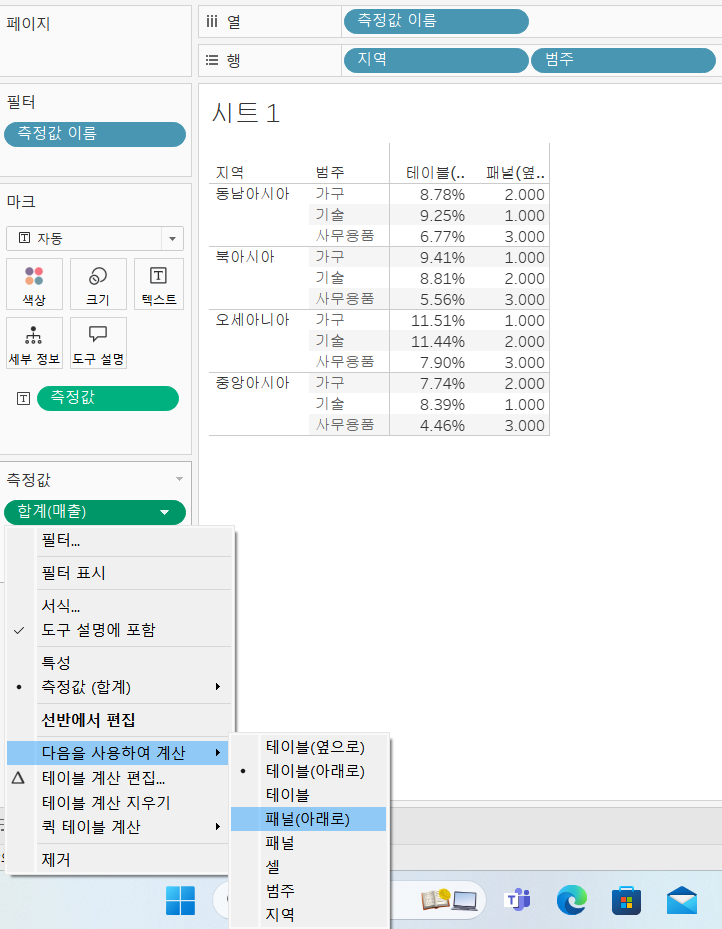 페이지
iii 열
측정값 이름
행
지역
범주
필터
측정값 이름
시트 1
마크
자동
색상
크기
텍스트
세부 정보
도구 설명
측정값
지역 범주 테이블(.. 패널(옆..
동남아시아 가구 8.78% 2.000
기술 9.25% 1.000
사무용품 6.77% 3.000
북아시아 가구 9.41% 1.000
기술 8.81% 2.000
사무용품 5.56% 3.000
오세아니아 가구 11.51% 1.000
기술 11.44% 2.000
사무용품 7.90% 3.000
중앙아시아 가구 7.74% 2.000
기술 8.39% 1.000
사무용품 4.46% 3.000
측정값
합계(매출)
필터...
필터 표시
서식...
도구 설명에 포함
특성
측정값 (합계)
선반에서 편집
다음을 사용하여 계산
테이블 계산 편집...
테이블 계산 지우기
퀵 테이블 계산
제거
테이블(옆으로)
테이블(아래로)
테이블
패널(아래로)
패널
셀
범주
지역